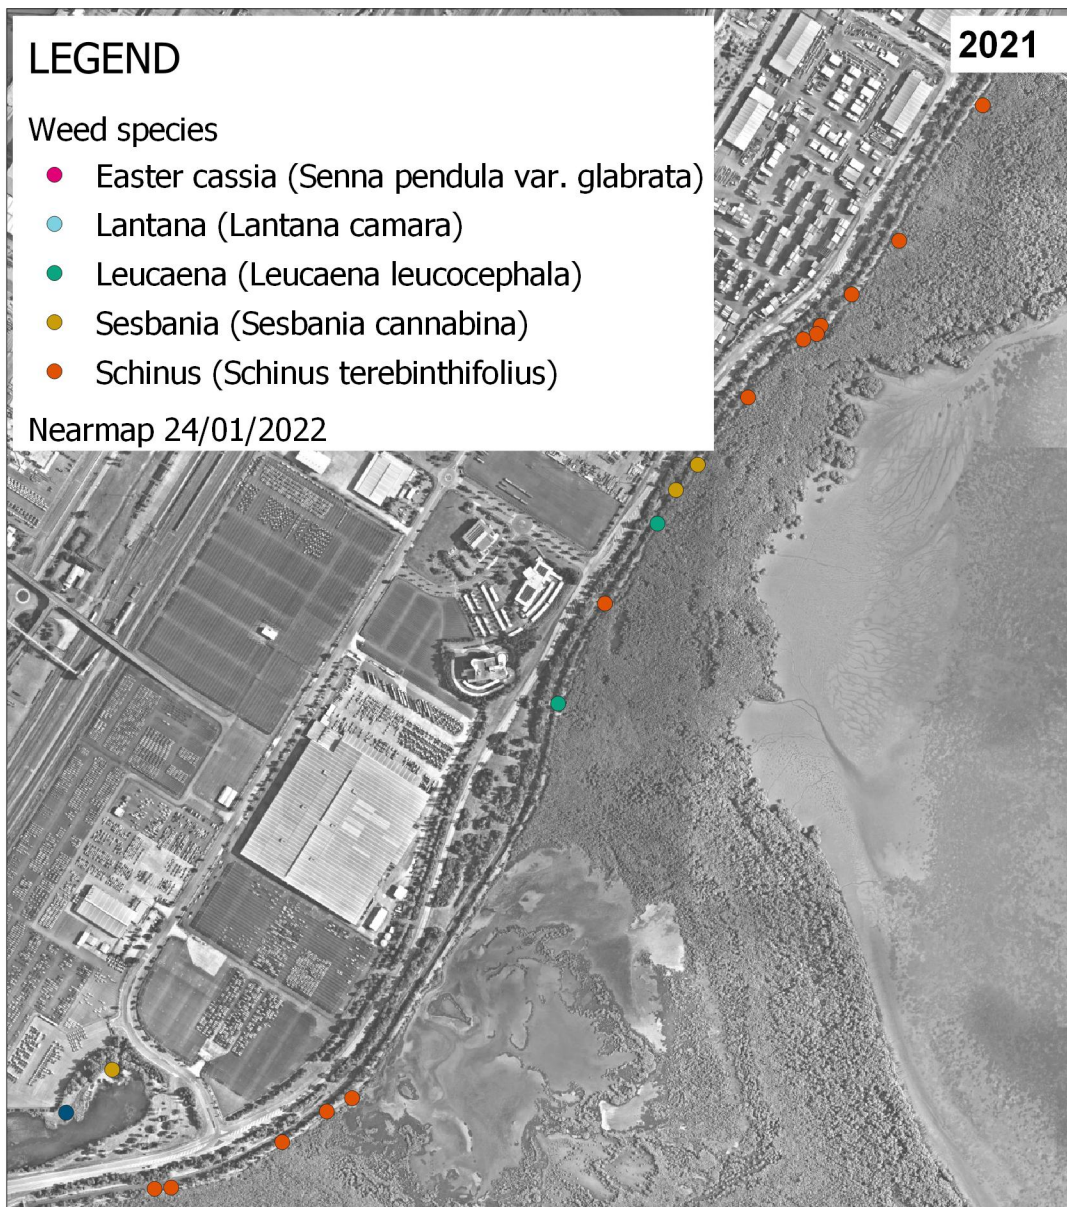 LEGEND
2021
Weed species
Easter cassia (Senna pendula var. glabrata)
Lantana (Lantana camara)
Leucaena (Leucaena leucocephala)
Sesbania (Sesbania cannabina)
Schinus (Schinus terebinthifolius)
Nearmap 24/01/2022